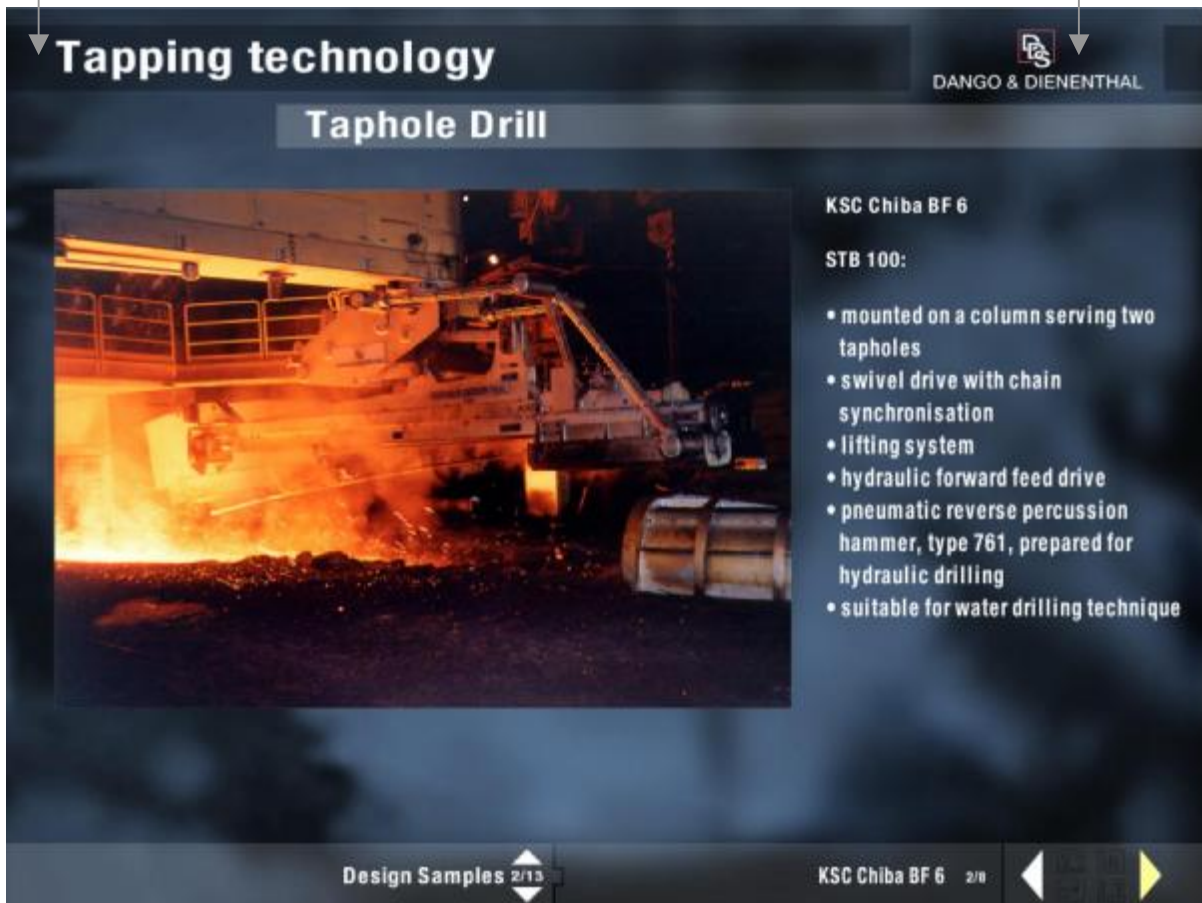 Tapping technology
DDS
DANGO & DIENENTHAL
Taphole Drill
KSC Chiba BF 6
STB 100:
• mounted on a column serving two
tapholes
• swivel drive with chain
synchronisation
• lifting system
• hydraulic forward feed drive
• pneumatic reverse percussion
hammer, type 761, prepared for
hydraulic drilling
• suitable for water drilling technique
Design Samples 2/13
KSC Chiba BF 6 2/8